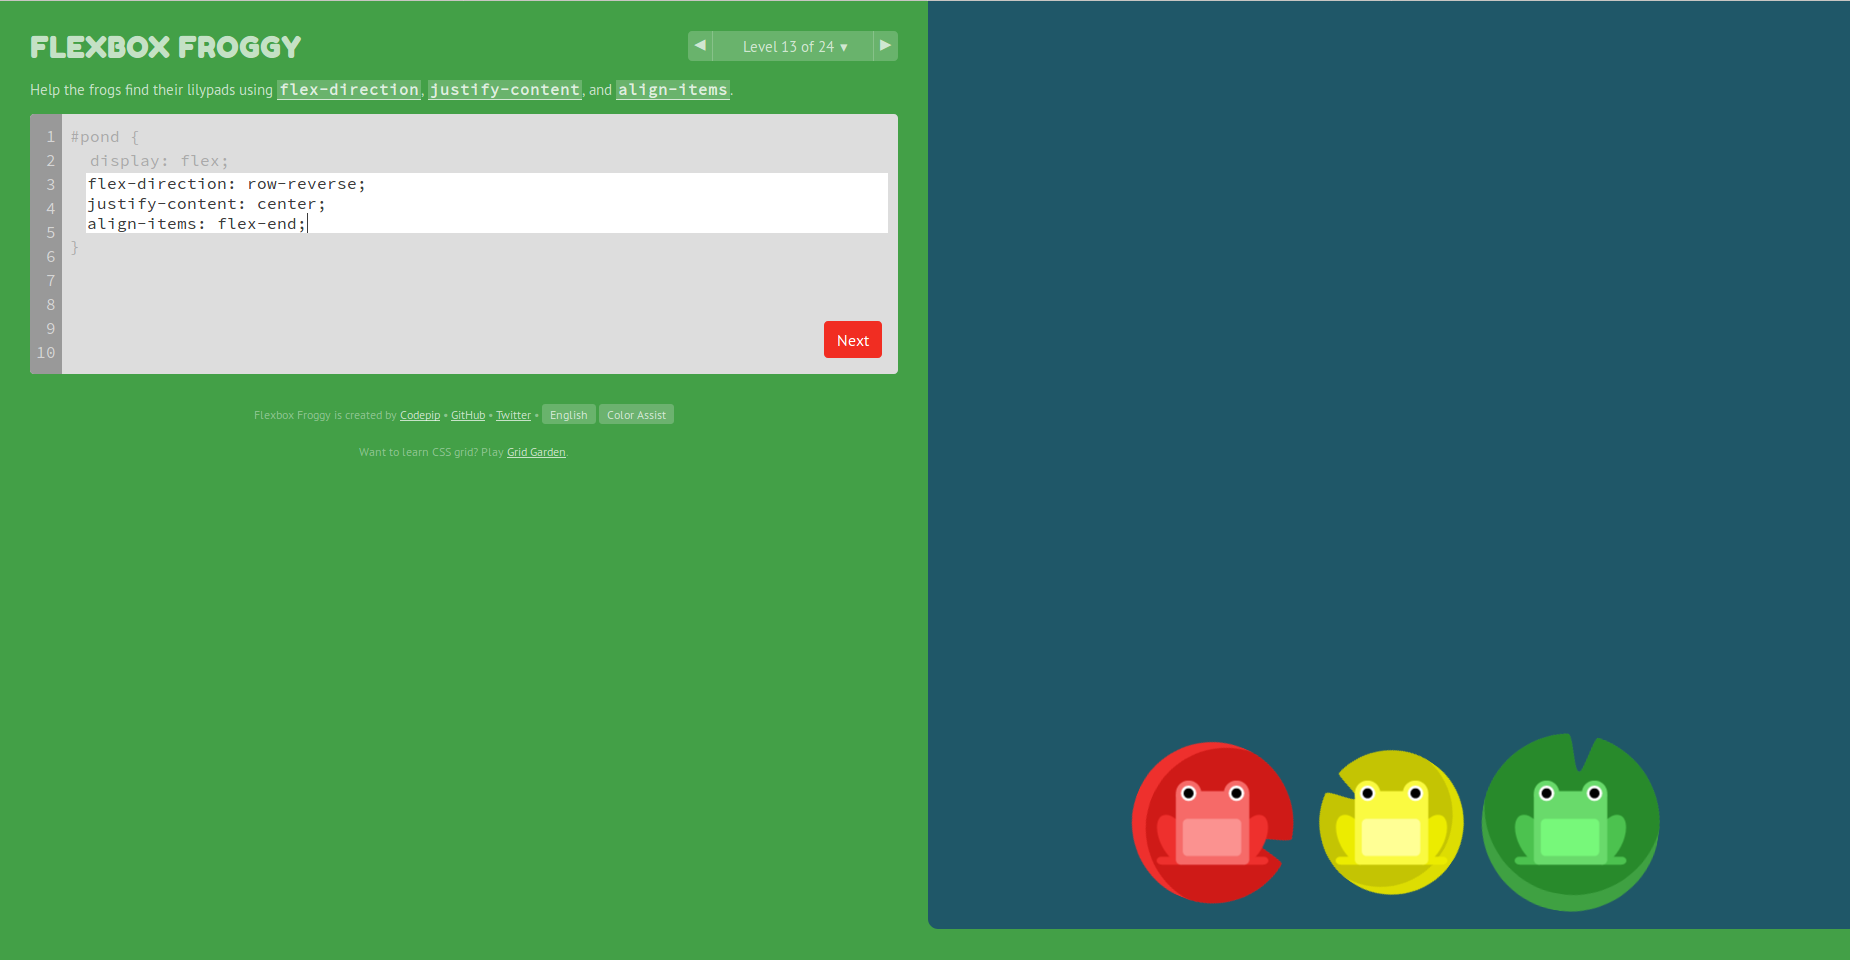 FLEXBOX FROGGY
◀ Level 13 of 24 ▾ ▶
Help the frogs find their lilypads using flex-direction, justify-content, and align-items.
1 #pond {
2 display: flex;
3 flex-direction: row-reverse;
4 justify-content: center;
5 align-items: flex-end;
6 }
7
8
9
10
Next
Flexbox Froggy is created by Codepip • GitHub • Twitter • English Color Assist
Want to learn CSS grid? Play Grid Garden.